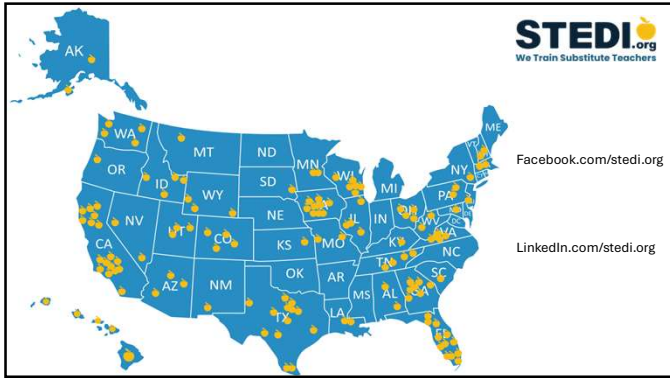 STEDI.org
We Train Substitute Teachers
AK
WA
MT
ND
MN
WI
MI
ME
VT
NY
OR
ID
WY
SD
IA
PA
NV
UT
CO
NE
IL
IN
OH
WV
VA
DE
DC
CA
AZ
NM
KS
MO
KY
NC
TN
OK
AR
SC
TX
LA
MS
AL
GA
FL
Facebook.com/stedi.org
LinkedIn.com/stedi.org